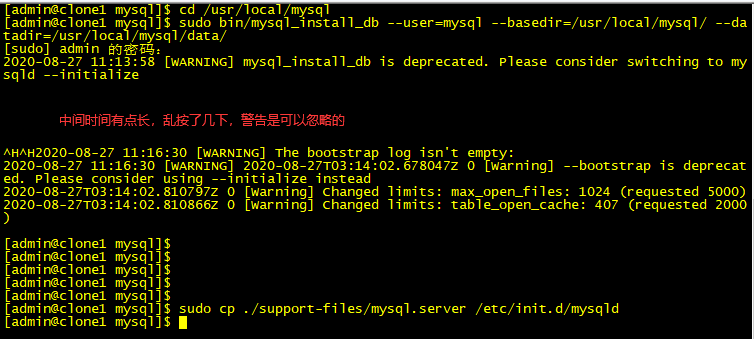 [admin@clone1 mysql]$ cd /usr/local/mysql
[admin@clone1 mysql]$ sudo bin/mysql_install_db --user=mysql --basedir=/usr/local/mysql/ --da
tadir=/usr/local/mysql/data/
[sudo] admin 的密码：
2020-08-27 11:13:58 [WARNING] mysql_install_db is deprecated. Please consider switching to my
sqld --initialize
中间时间有点长，乱按了几下，警告是可以忽略的
^H^H2020-08-27 11:16:30 [WARNING] The bootstrap log isn't empty:
2020-08-27 11:16:30 [WARNING] 2020-08-27T03:14:02.678047Z 0 [Warning] --bootstrap is deprecat
ed. Please consider using --initialize instead
2020-08-27T03:14:02.810797Z 0 [Warning] Changed limits: max_open_files: 1024 (requested 5000)
2020-08-27T03:14:02.810866Z 0 [Warning] Changed limits: table_open_cache: 407 (requested 2000
)
[admin@clone1 mysql]$
[admin@clone1 mysql]$
[admin@clone1 mysql]$
[admin@clone1 mysql]$
[admin@clone1 mysql]$
[admin@clone1 mysql]$ sudo cp ./support-files/mysql.server /etc/init.d/mysqld
[admin@clone1 mysql]$